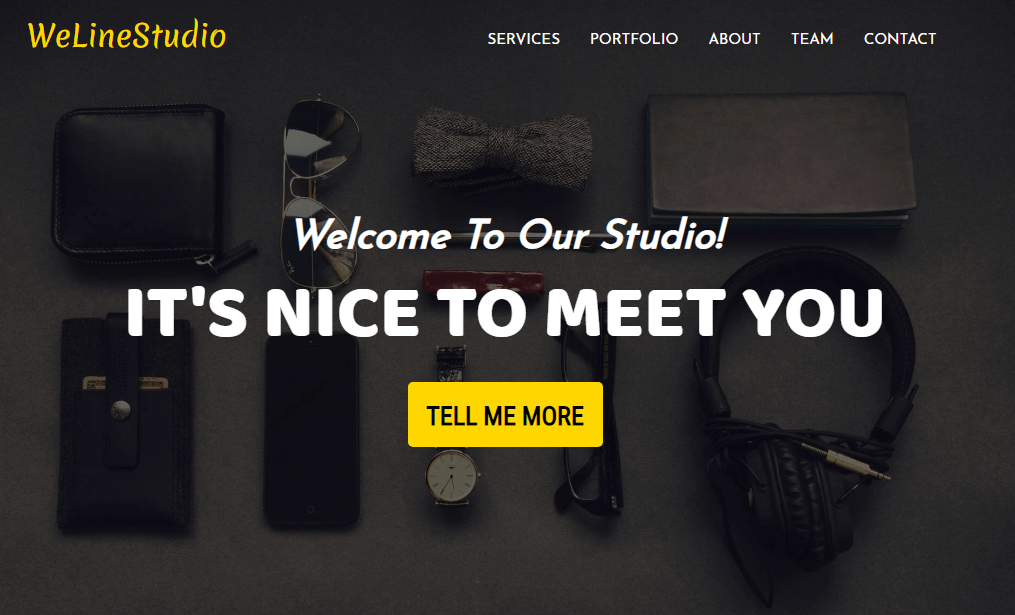 WeLineStudio
SERVICES PORTFOLIO ABOUT TEAM CONTACT
Welcome To Our Studio!
IT'S NICE TO MEET YOU
TELL ME MORE